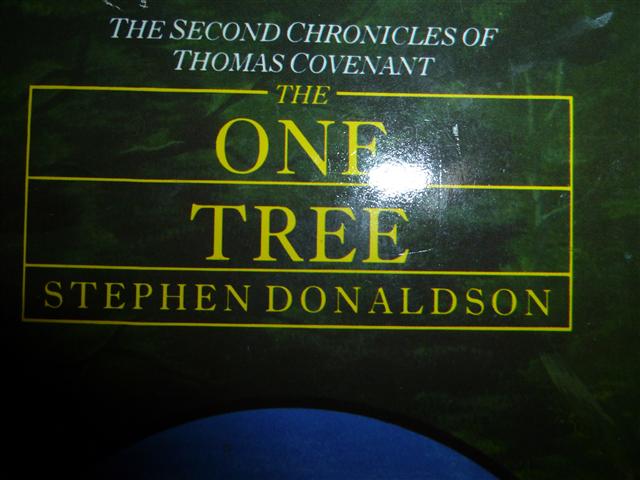 THE SECOND CHRONICLES OF
THOMAS COVENANT
THE
ONE
TREE
STEPHEN DONALDSON